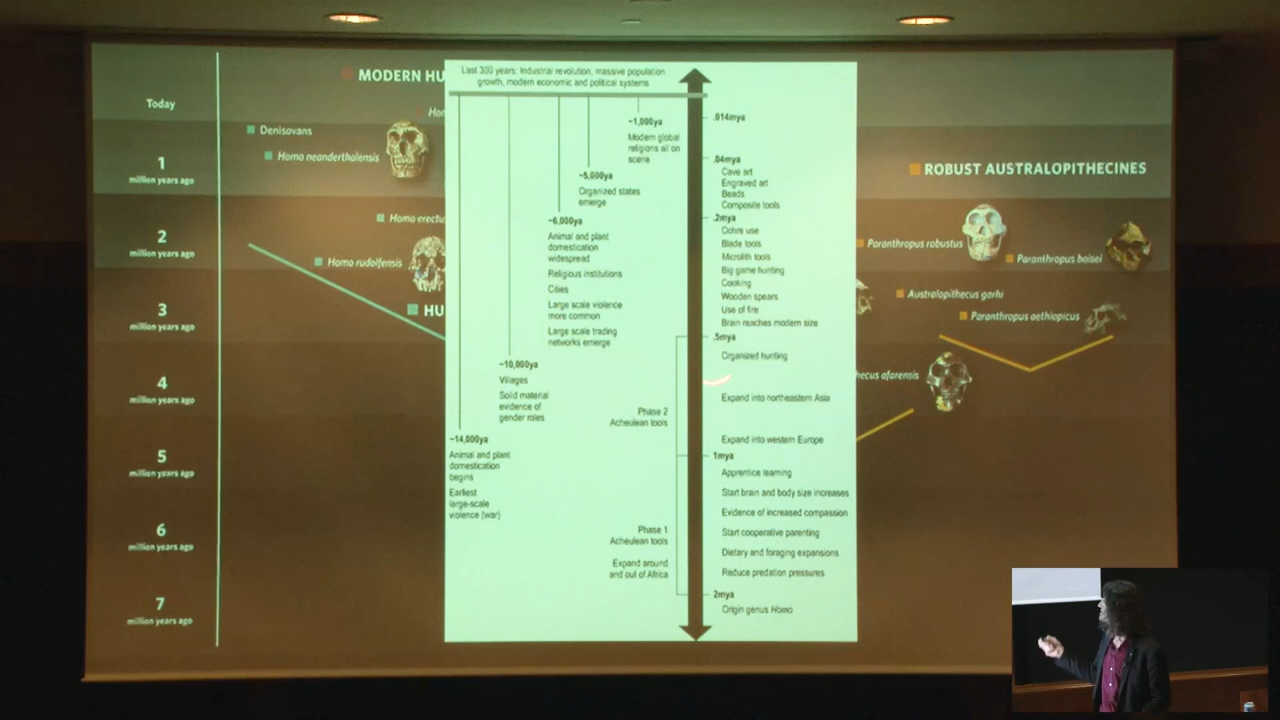 MODERN HU
Today
Denisovans
Homo neanderthalensis
1
million years ago
Homo erectu
2
million years ago
Homo rudolfensis
3
million years ago
HU
4
million years ago
5
million years ago
6
million years ago
7
million years ago
Last 300 years: Industrial revolution, massive population
growth, modern economic and political systems
~1,000ya
Modern global
religions all on
scene
~5,000ya
Organized states
emerge
~6,000ya
Animal and plant
domestication
widespread
Religious institutions
Cities
Large scale violence
more common
Large scale trading
networks emerge
~10,000ya
Villages
Solid material
evidence of
gender roles
~14,000ya
Animal and plant
domestication
begins
Earliest
large-scale
violence (war)
Phase 2
Acheulean tools
Phase 1
Acheulean tools
Expand around
and out of Africa
.014mya
.04mya
Cave art
Engraved art
Beads
Composite tools
.2mya
Ochre use
Blade tools
Microlith tools
Big game hunting
Cooking
Wooden spears
Use of fire
Brain reaches modern size
.5mya
Organized hunting
Expand into northeastern Asia
Expand into western Europe
1mya
Apprentice learning
Start brain and body size increases
Evidence of increased compassion
Start cooperative parenting
Dietary and foraging expansions
Reduce predation pressures
2mya
Origin genus Homo
ROBUST AUSTRALOPITHECINES
Paranthropus robustus
Paranthropus boisei
Australopithecus garhi
Paranthropus aethiopicus
hecus afarensis